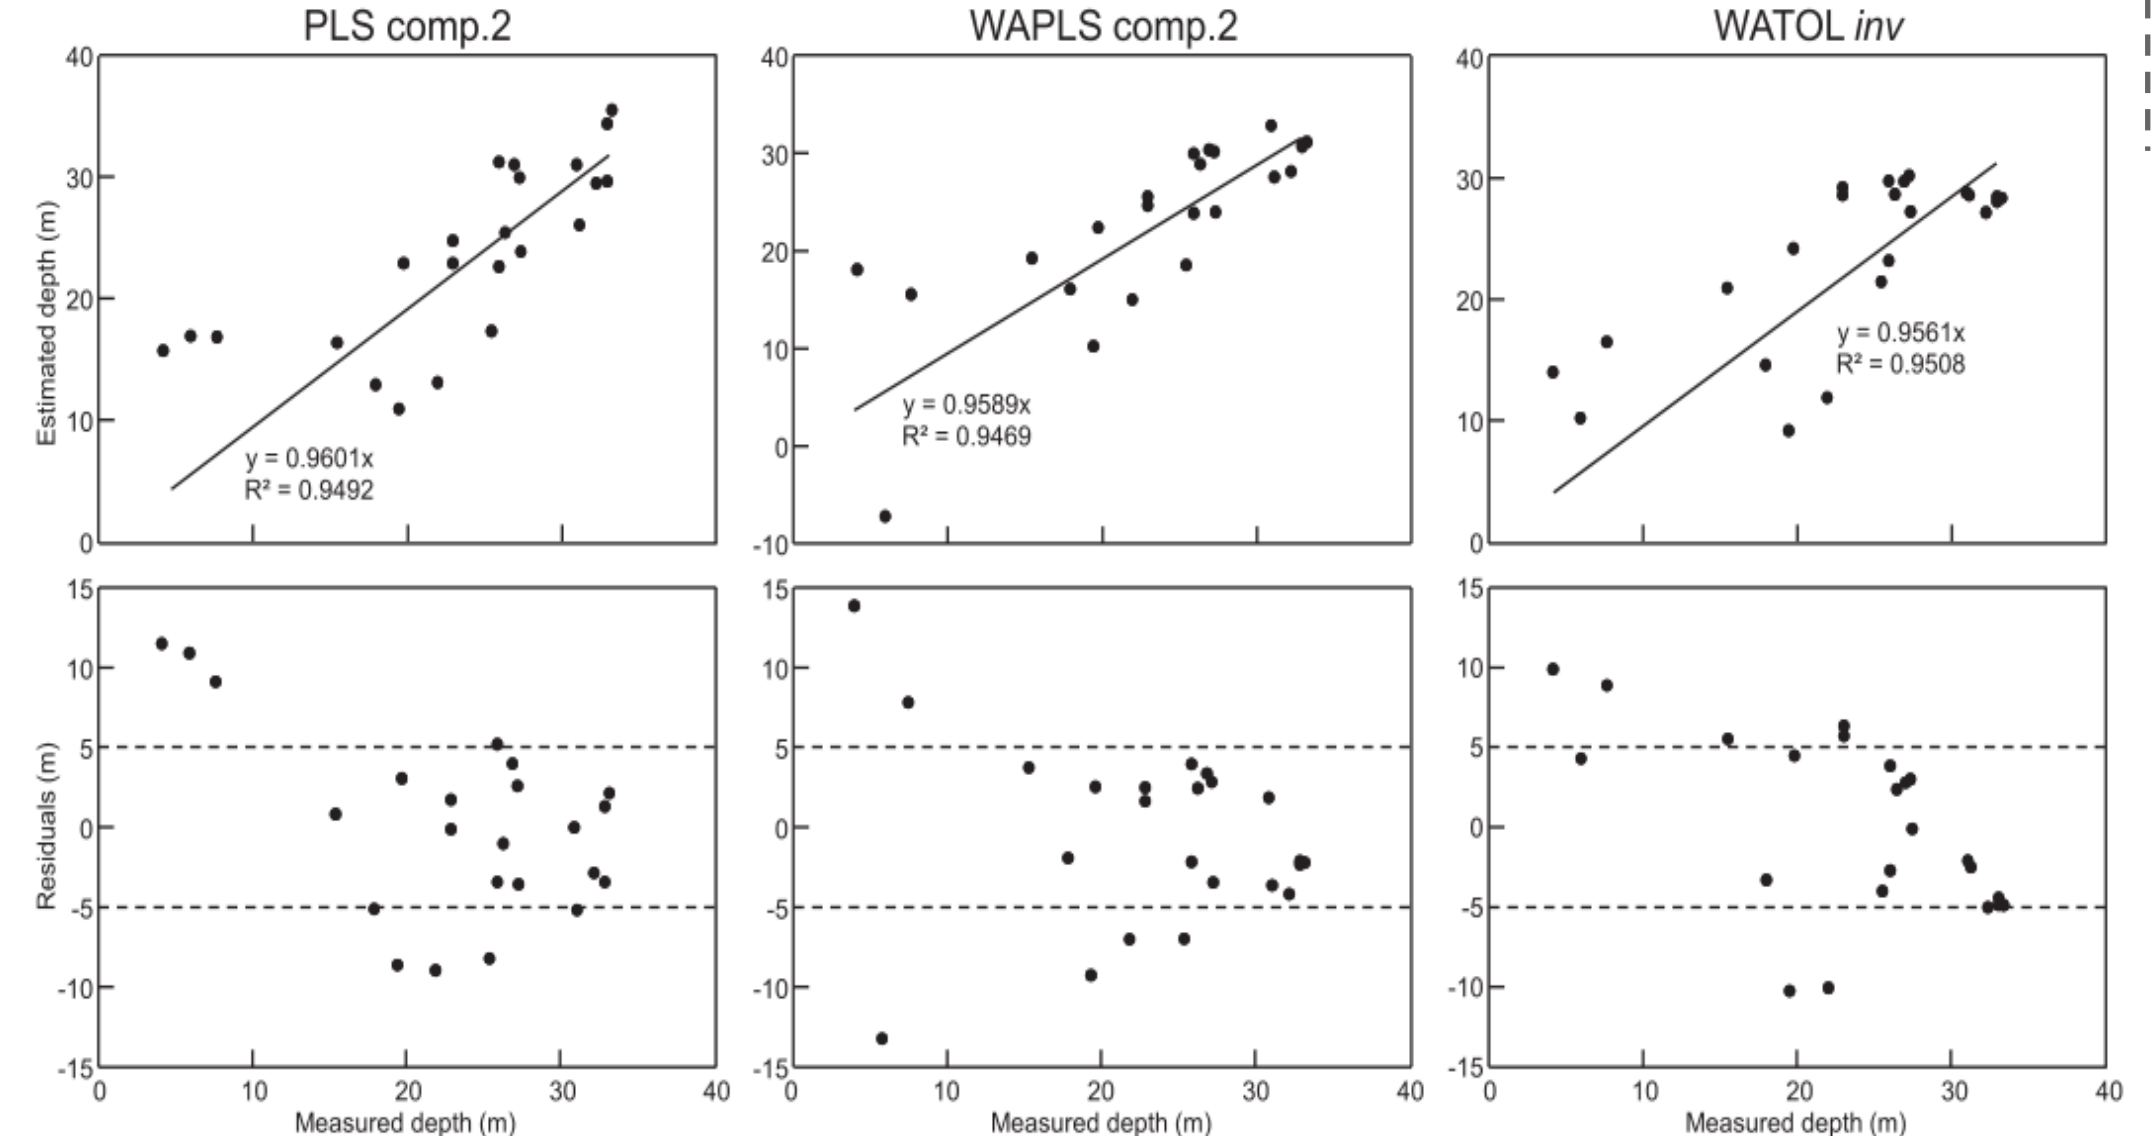 PLS comp.2
WAPLS comp.2
WATOL inv
Estimated depth (m)
40
30
20
10
0
y = 0.9601x
R² = 0.9492
40
30
20
10
0
-10
y = 0.9589x
R² = 0.9469
40
30
20
10
0
y = 0.9561x
R² = 0.9508
Residuals (m)
15
10
5
0
-5
-10
-15
0 10 20 30 40
Measured depth (m)
15
10
5
0
-5
-10
-15
0 10 20 30 40
Measured depth (m)
15
10
5
0
-5
-10
-15
0 10 20 30 40
Measured depth (m)